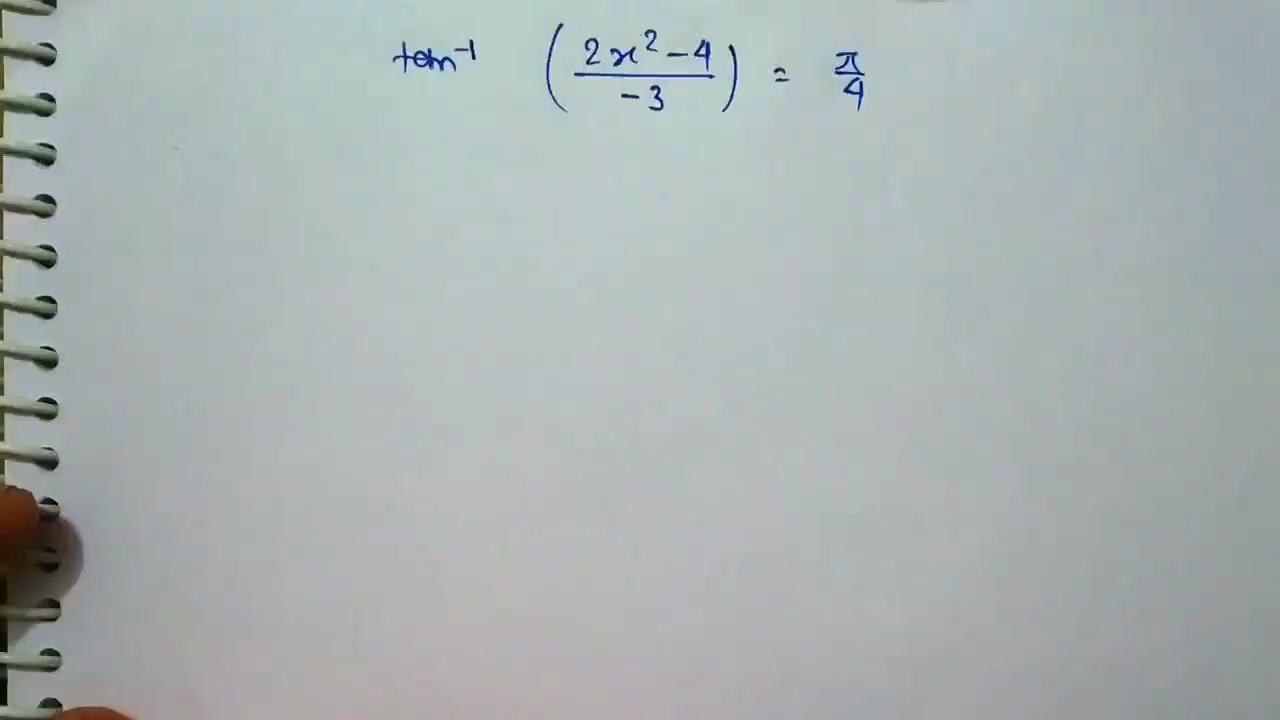 tan⁻¹ ( (2x² - 4) / -3 ) = π/4